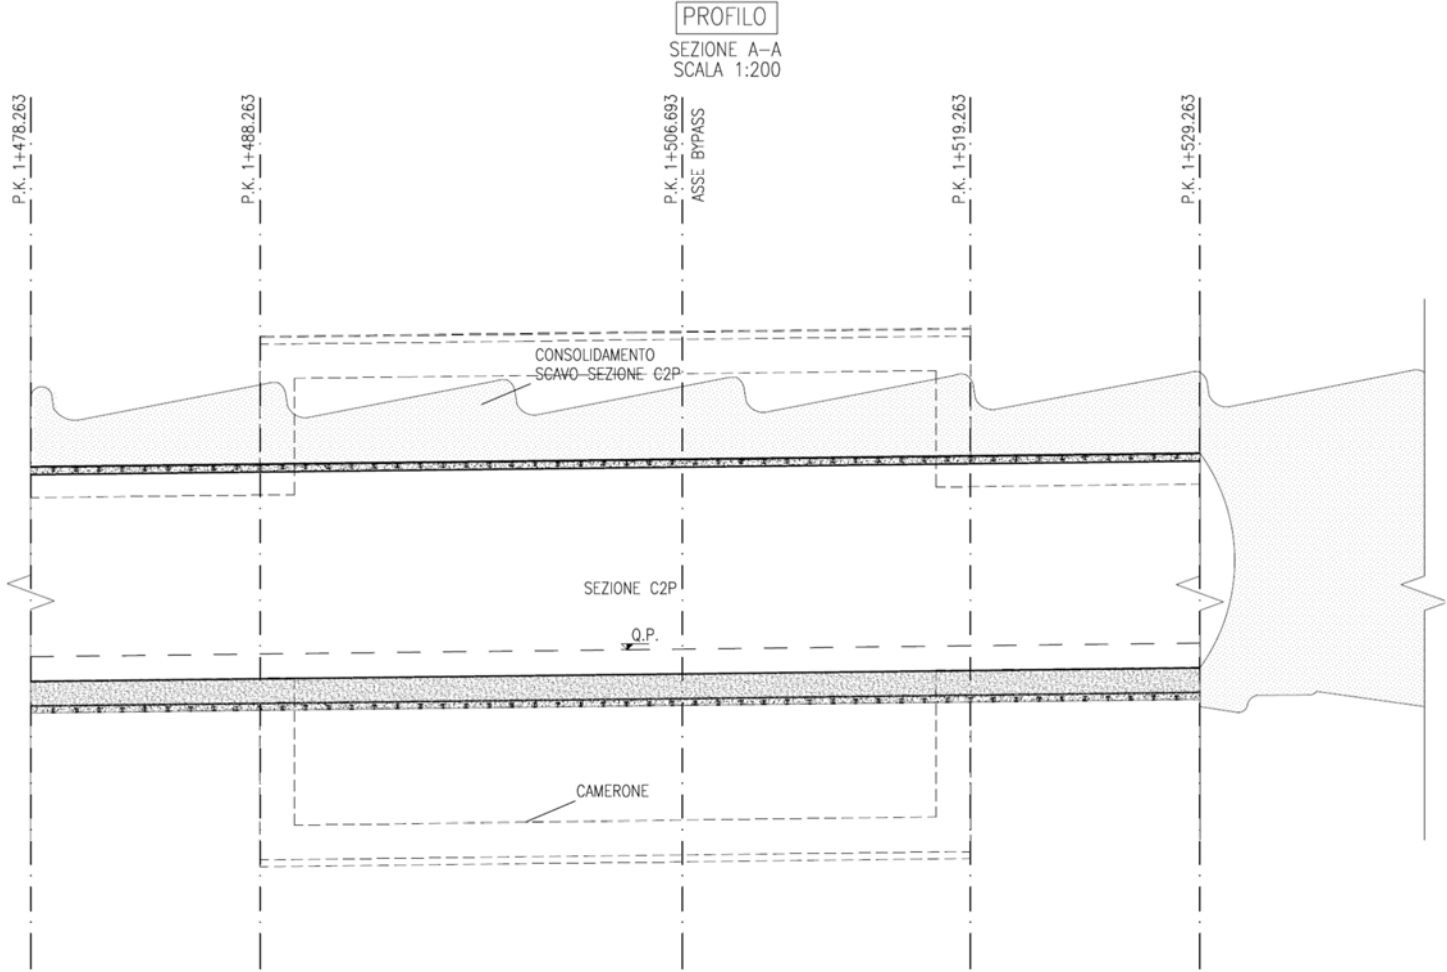 PROFILO
SEZIONE A-A
SCALA 1:200
P.K. 1+478.263
P.K. 1+488.263
P.K. 1+506.693
ASSE BYPASS
P.K. 1+519.263
P.K. 1+529.263
CONSOLIDAMENTO
SCAVO SEZIONE C2P
SEZIONE C2P
Q.P.
CAMERONE